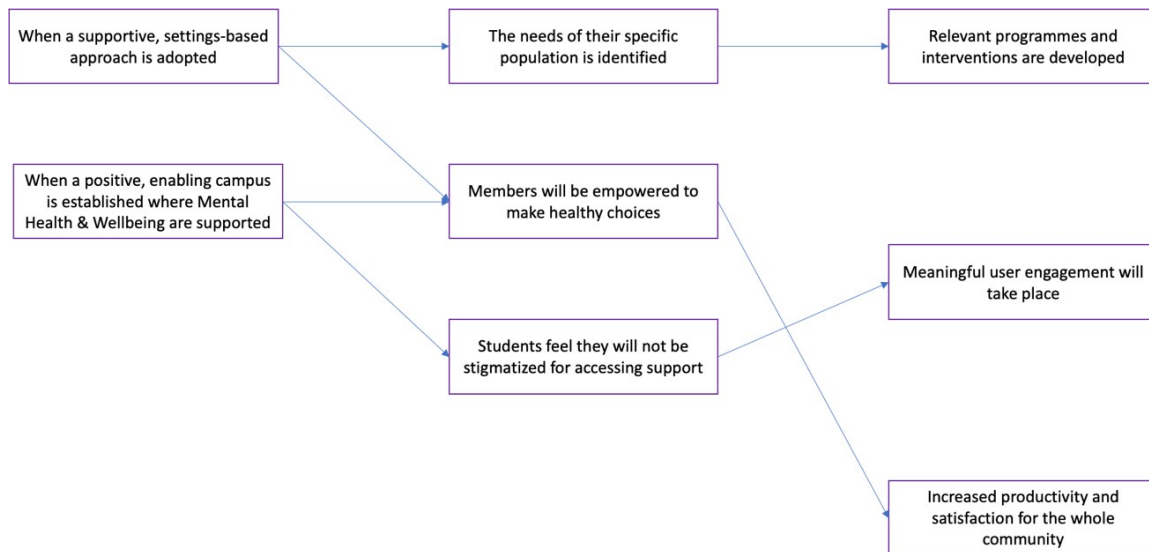 When a supportive, settings-based
approach is adopted
The needs of their specific
population is identified
Relevant programmes and
interventions are developed
When a positive, enabling campus
is established where Mental
Health & Wellbeing are supported
Members will be empowered to
make healthy choices
Meaningful user engagement will
take place
Students feel they will not be
stigmatized for accessing support
Increased productivity and
satisfaction for the whole
community